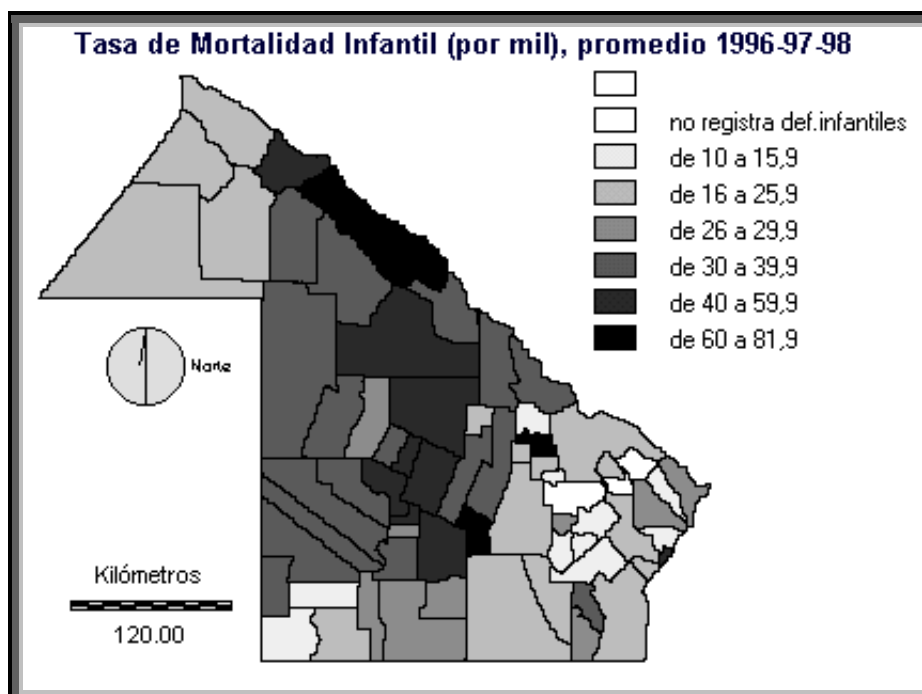 Tasa de Mortalidad Infantil (por mil), promedio 1996-97-98
no registra def.infantiles
de 10 a 15,9
de 16 a 25,9
de 26 a 29,9
de 30 a 39,9
de 40 a 59,9
de 60 a 81,9
Norte
Kilómetros
120.00